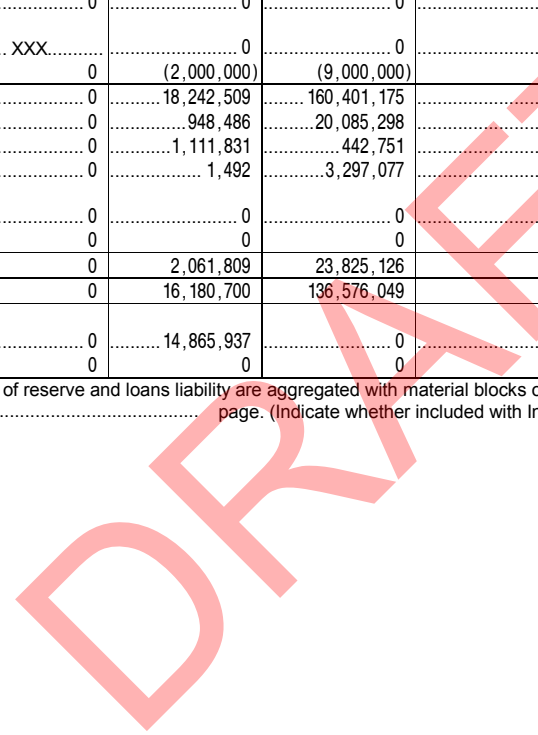 .................. 0 ........................ 0 ........................ 0 ........................
.. XXX........... ........................ 0 ........................ 0 ........................
0 (2,000,000) (9,000,000)
.................. 0 ..........18,242,509 ........ 160,401,175 ........................
.................. 0 ...............948,486 ..........20,085,298 ........................
.................. 0 ..........1,111,831 ...............442,751 ........................
.................. 0 .................. 1,492 ............3,297,077 ........................
.................. 0 ........................ 0 ........................ 0 ........................
0 0 0
0 2,061,809 23,825,126
0 16,180,700 136,576,049
.................. 0 ..........14,865,937 ........................ 0 ........................
0 0 0
of reserve and loans liability are aggregated with material blocks
............................................ page. (Indicate whether included with
DRAF